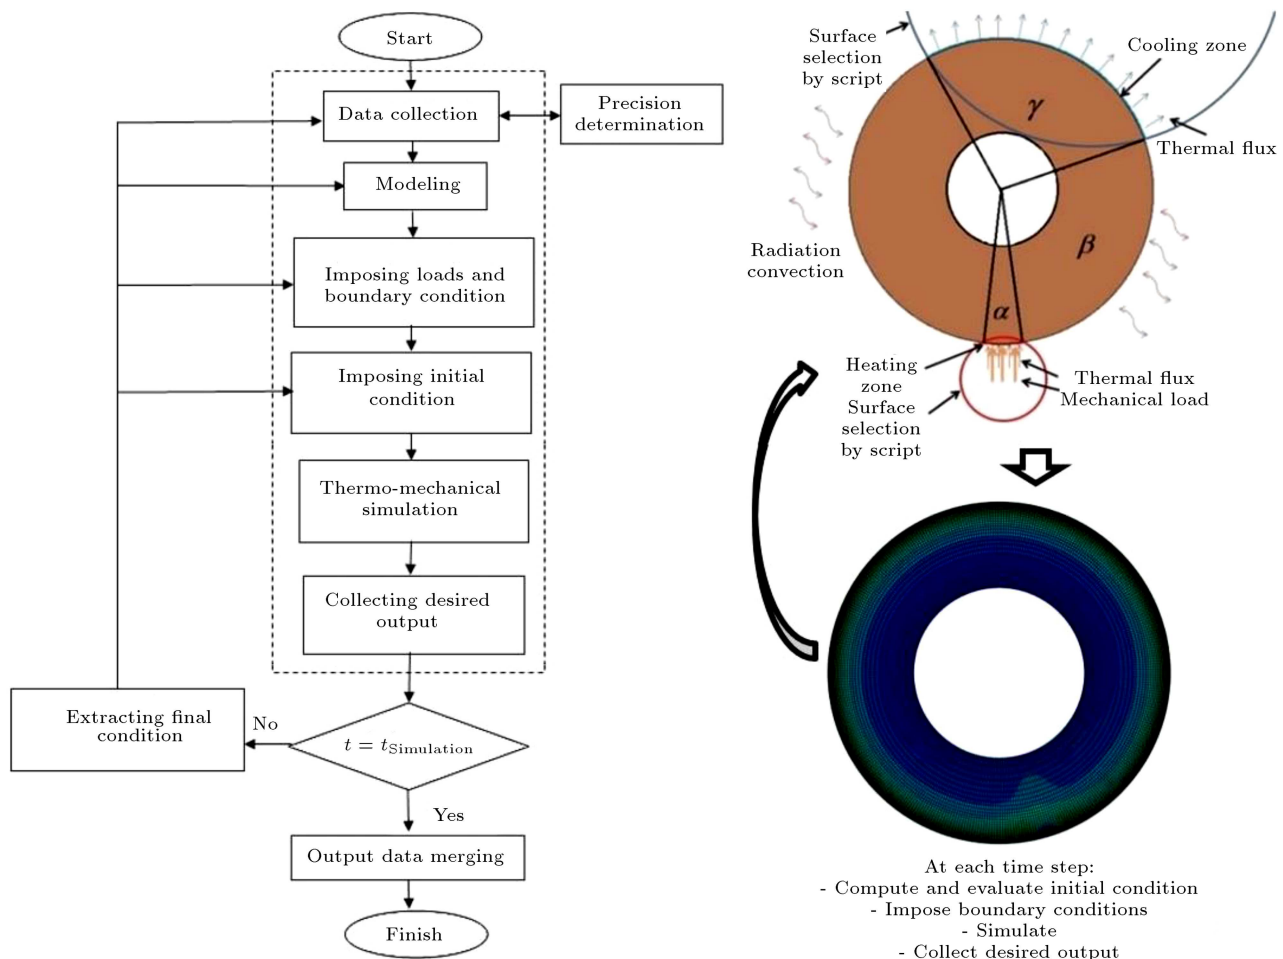 Start
Data collection
Precision
determination
Modeling
Imposing loads and
boundary condition
Imposing initial
condition
Thermo-mechanical
simulation
Collecting desired
output
Extracting final
condition
No
t = tSimulation
Yes
Output data merging
Finish
Surface
selection
by script
Cooling zone
γ
Thermal flux
Radiation
convection
β
α
Heating
zone
Surface
selection
by script
Thermal flux
Mechanical load
At each time step:
- Compute and evaluate initial condition
- Impose boundary conditions
- Simulate
- Collect desired output